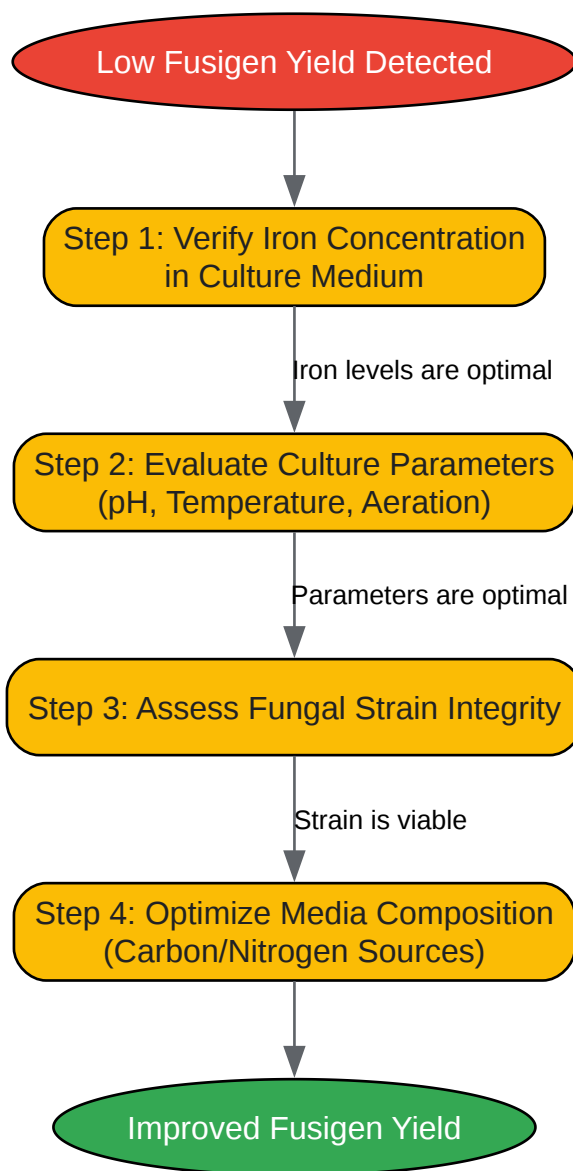 Low Fusigen Yield Detected
Step 1: Verify Iron Concentration
in Culture Medium
Iron levels are optimal
Step 2: Evaluate Culture Parameters
(pH, Temperature, Aeration)
Parameters are optimal
Step 3: Assess Fungal Strain Integrity
Strain is viable
Step 4: Optimize Media Composition
(Carbon/Nitrogen Sources)
Improved Fusigen Yield